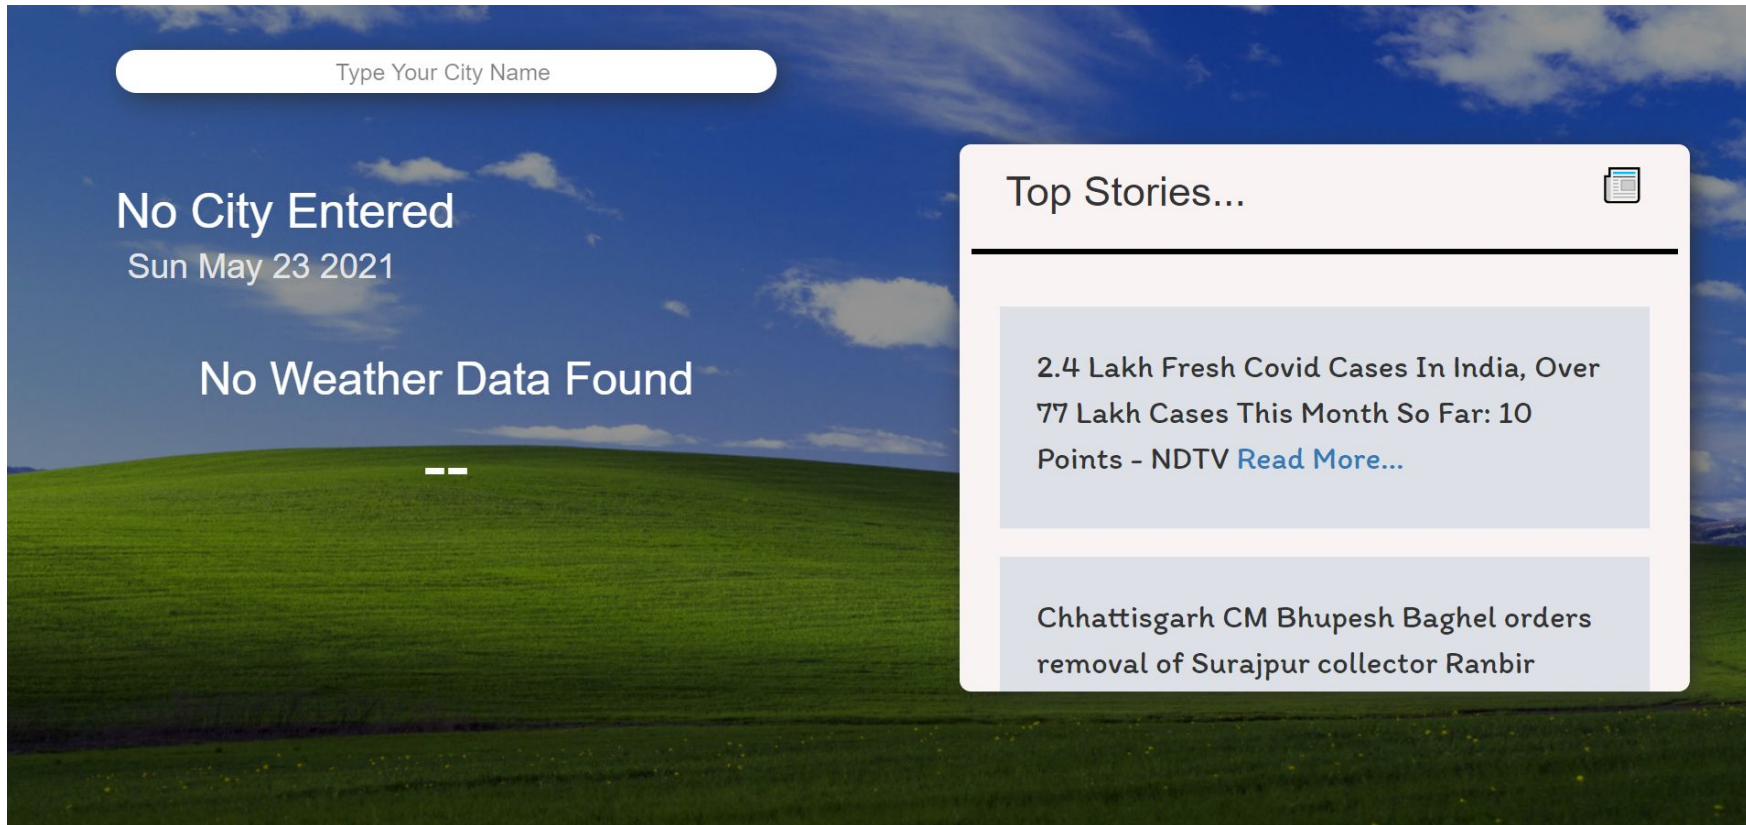 Type Your City Name
No City Entered
Sun May 23 2021
No Weather Data Found
--
Top Stories...
2.4 Lakh Fresh Covid Cases In India, Over
77 Lakh Cases This Month So Far: 10
Points - NDTV Read More...
Chhattisgarh CM Bhupesh Baghel orders
removal of Surajpur collector Ranbir